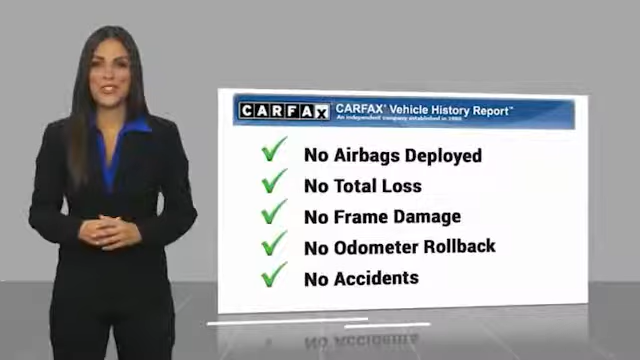 CARFAX CARFAX® Vehicle History Report™
An independent company established in 1986
No Airbags Deployed
No Total Loss
No Frame Damage
No Odometer Rollback
No Accidents